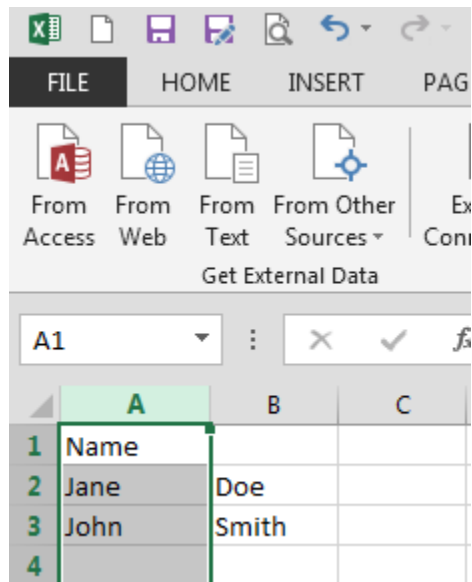 FILE HOME INSERT PAG
From From From From Other
Access Web Text Sources
Get External Data
A1
A B C
1 Name
2 Jane Doe
3 John Smith
4